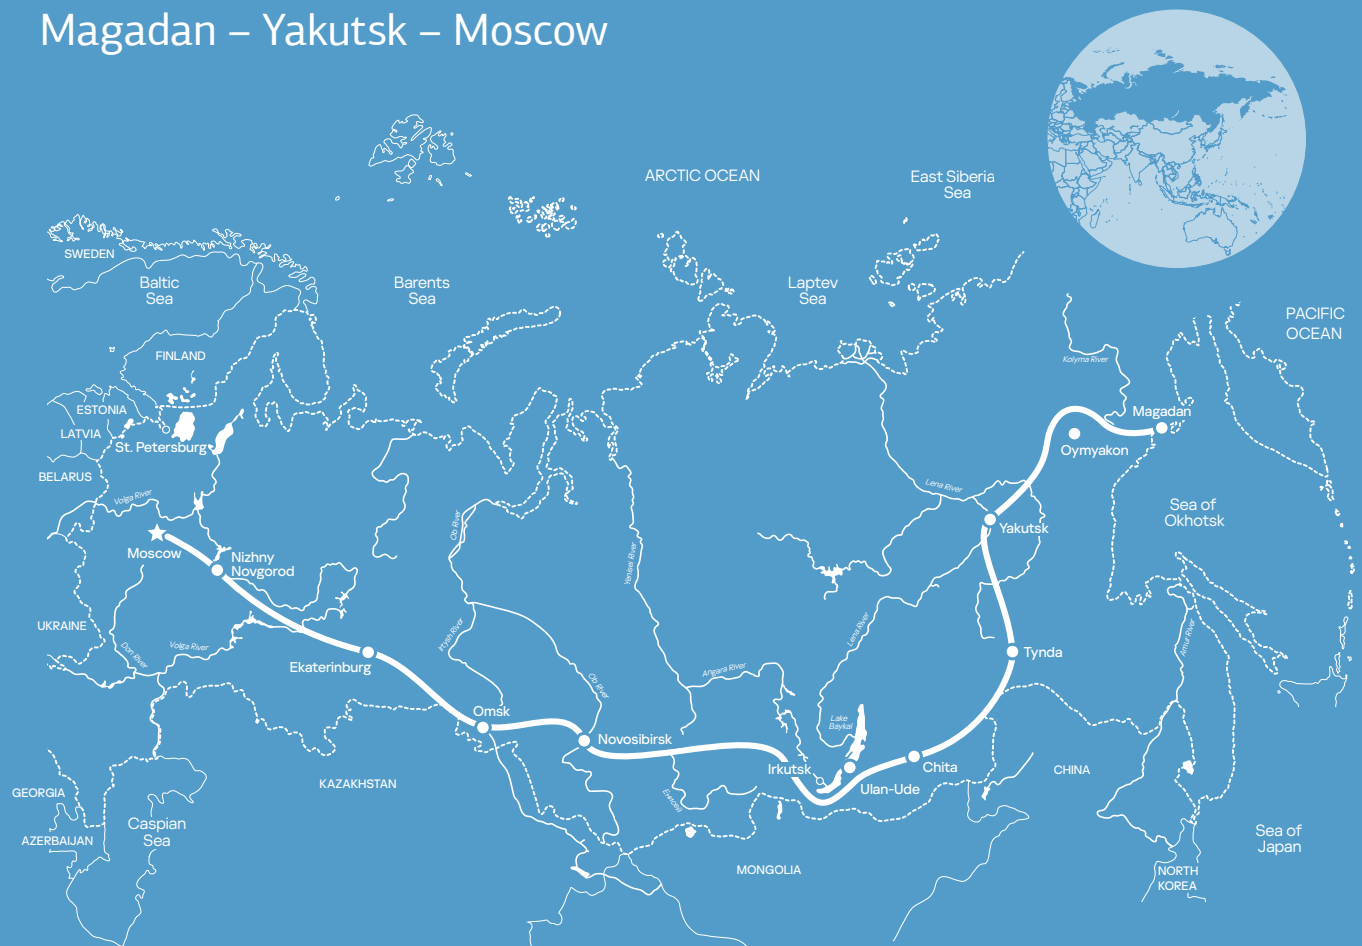 Magadan – Yakutsk – Moscow
ARCTIC OCEAN
East Siberia
Sea
SWEDEN
Baltic
Sea
Barents
Sea
Laptev
Sea
PACIFIC
OCEAN
FINLAND
Kolyma River
ESTONIA
Magadan
LATVIA
St. Petersburg
Oymyakon
BELARUS
Lena River
Volga River
Sea of
Okhotsk
Ob River
Yakutsk
Moscow
Nizhny
Novgorod
Yenisei River
UKRAINE
Irtysh River
Lena River
Amur River
Don River
Volga River
Tynda
Ekaterinburg
Angara River
Ob River
Omsk
Lake
Baykal
Novosibirsk
Irkutsk
Chita
CHINA
KAZAKHSTAN
Ulan-Ude
GEORGIA
Caspian
Sea
AZERBAIJAN
Sea of
Japan
MONGOLIA
NORTH
KOREA